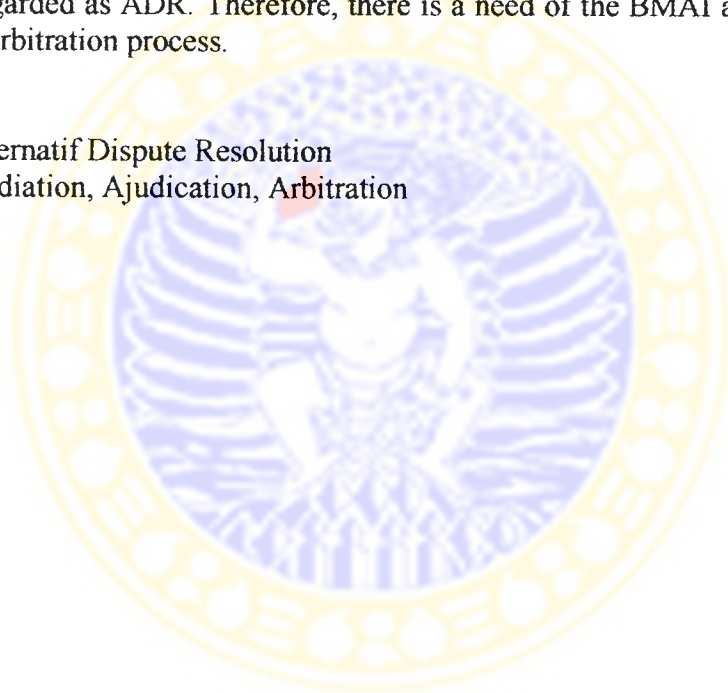 garded as ADR. Therefore, there is a need of the BMAI a
rbitration process.
ernatif Dispute Resolution
diation, Ajudication, Arbitration